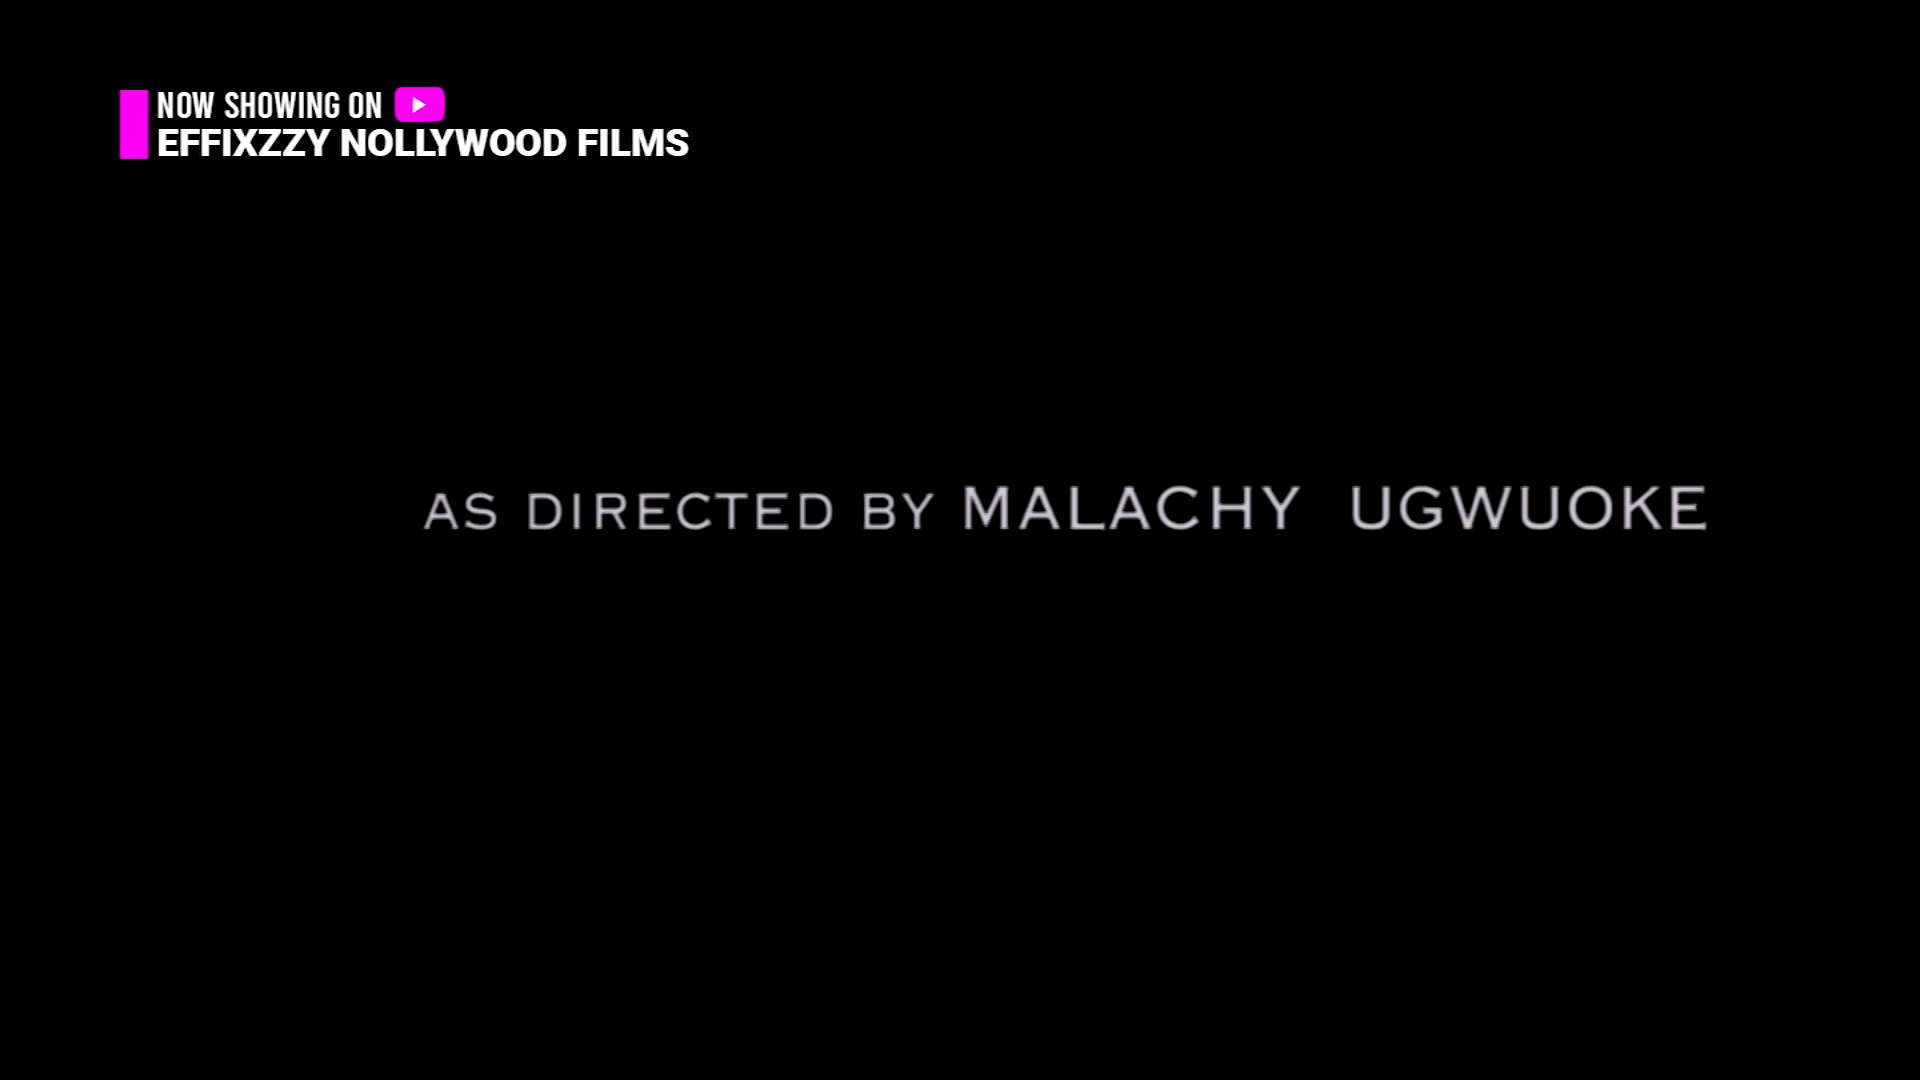 NOW SHOWING ON
EFFIXZZY NOLLYWOOD FILMS
AS DIRECTED BY MALACHY UGWUOKE